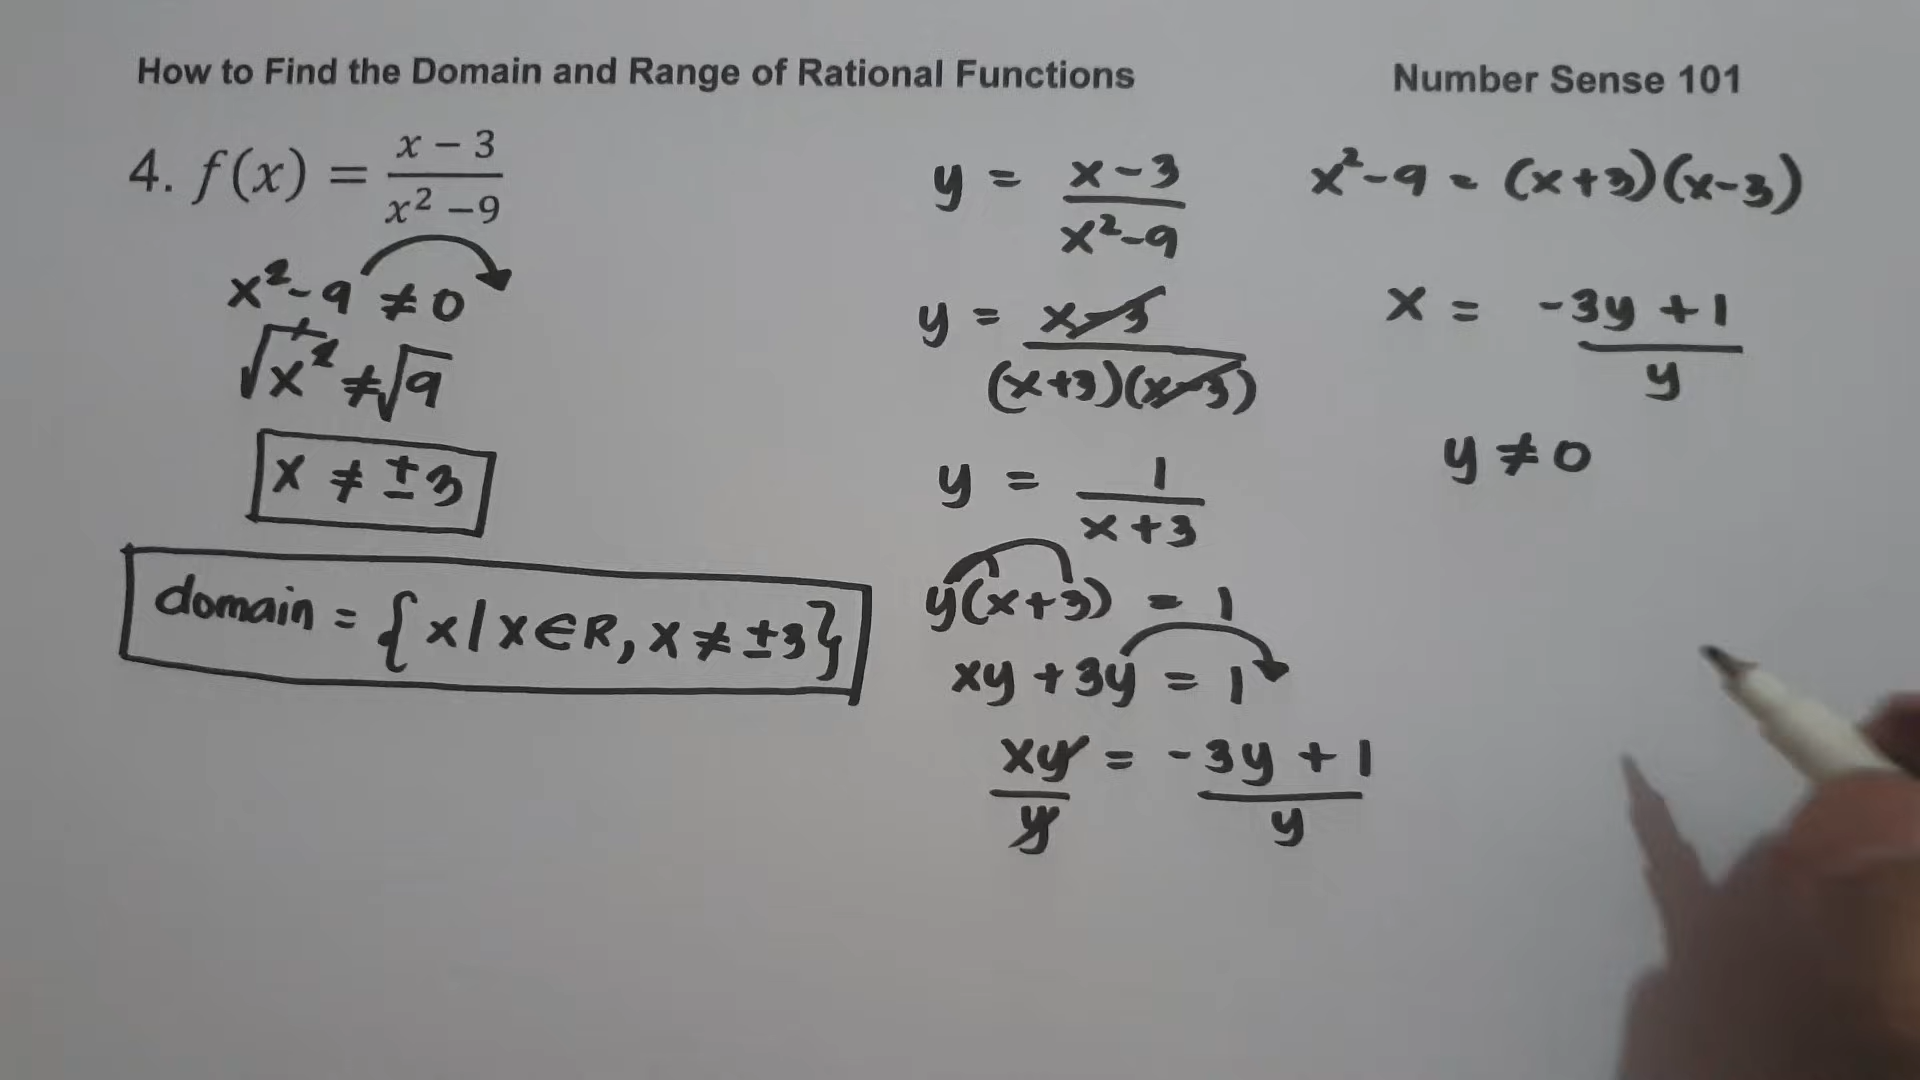 How to Find the Domain and Range of Rational Functions
Number Sense 101
4. f(x) = (x − 3)/(x² −9)
x²-9 ≠ 0
√x² ≠ √9
x ≠ ±3
domain = {x|x∈R, x ≠ ±3}
y = (x-3)/(x²-9)
y = (x-3)/((x+3)(x-3))
y = 1/(x+3)
y(x+3) = 1
xy + 3y = 1
xy/y = (-3y + 1)/y
x²-9 = (x+3)(x-3)
x = (-3y + 1)/y
y ≠ 0